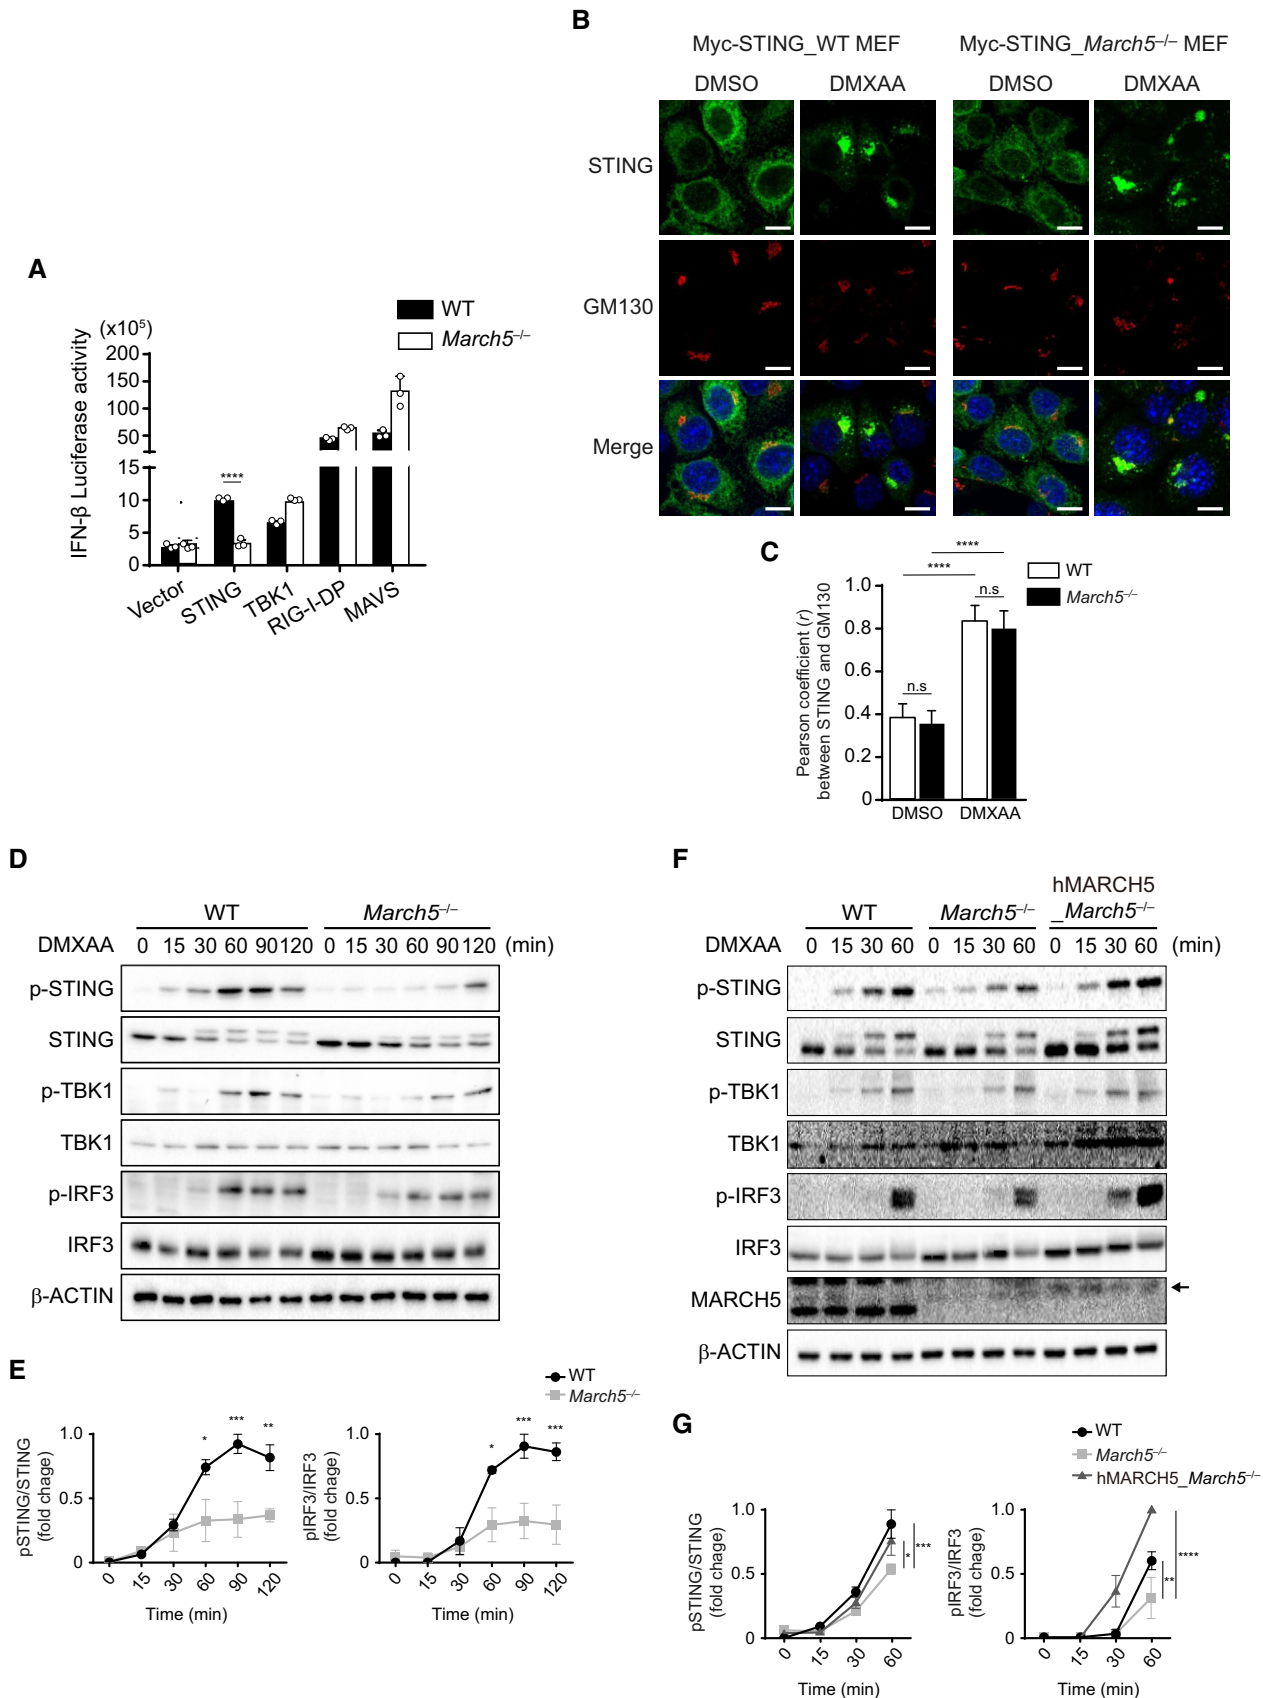 B
Myc-STING_WT MEF
Myc-STING_March5–/– MEF
DMSO
DMXAA
DMSO
DMXAA
STING
GM130
Merge
A
(x10⁵)
WT
March5–/–
IFN-β Luciferase activity
200
150
100
50
15
10
5
0
****
Vector
STING
TBK1
RIG-I-DP
MAVS
C
WT
March5–/–
Pearson coefficient (r)
between STING and GM130
1.0
0.8
0.6
0.4
0.2
0
****
****
n.s
n.s
DMSO
DMXAA
D
WT
March5–/–
DMXAA 0 15 30 60 90 120 0 15 30 60 90 120 (min)
p-STING
STING
p-TBK1
TBK1
p-IRF3
IRF3
β-ACTIN
F
WT
March5–/–
hMARCH5
_March5–/–
DMXAA 0 15 30 60 0 15 30 60 0 15 30 60 (min)
p-STING
STING
p-TBK1
TBK1
p-IRF3
IRF3
MARCH5
β-ACTIN
E
WT
March5–/–
pSTING/STING
(fold chage)
1.0
0.5
0
* *** **
0 15 30 60 90 120
Time (min)
pIRF3/IRF3
(fold chage)
1.0
0.5
0
* *** ***
0 15 30 60 90 120
Time (min)
G
WT
March5–/–
hMARCH5_March5–/–
pSTING/STING
(fold chage)
1.0
0.5
0
* ***
0 15 30 60
Time (min)
pIRF3/IRF3
(fold chage)
1.0
0.5
0
** ****
0 15 30 60
Time (min)